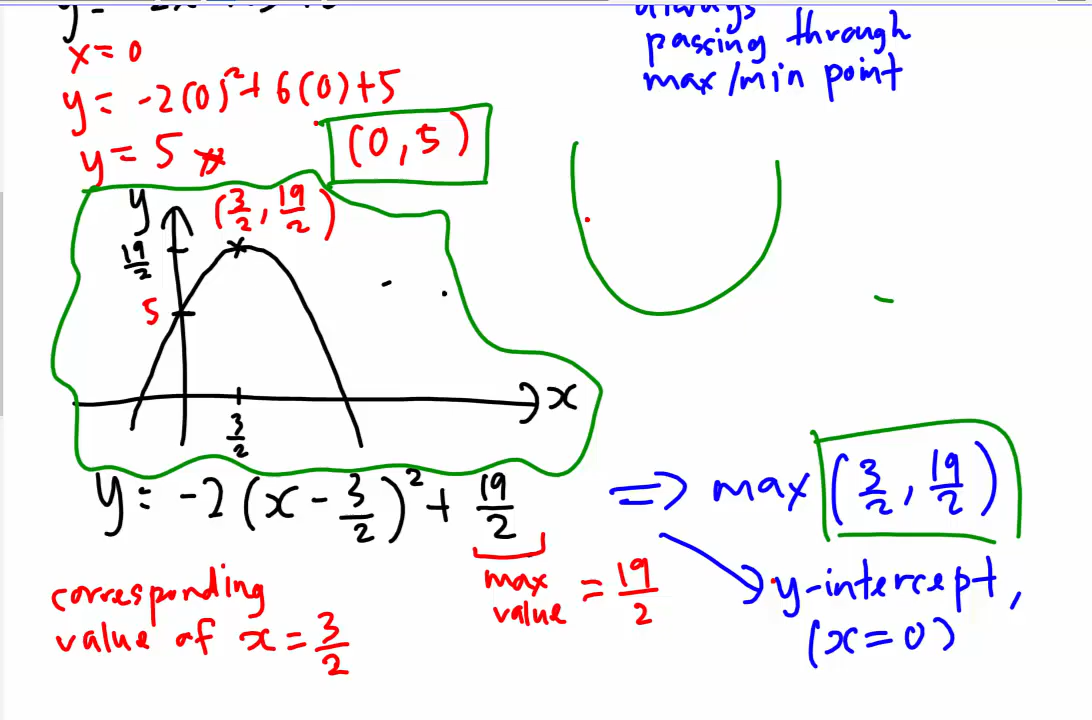 always
passing through
max/min point
x = 0
y = -2(0)² + 6(0) + 5
y = 5
(0, 5)
y
(3/2, 19/2)
19/2
5
x
3/2
y = -2(x - 3/2)² + 19/2
⇒ max (3/2, 19/2)
max value = 19/2
corresponding
value of x = 3/2
y-intercept,
(x = 0)